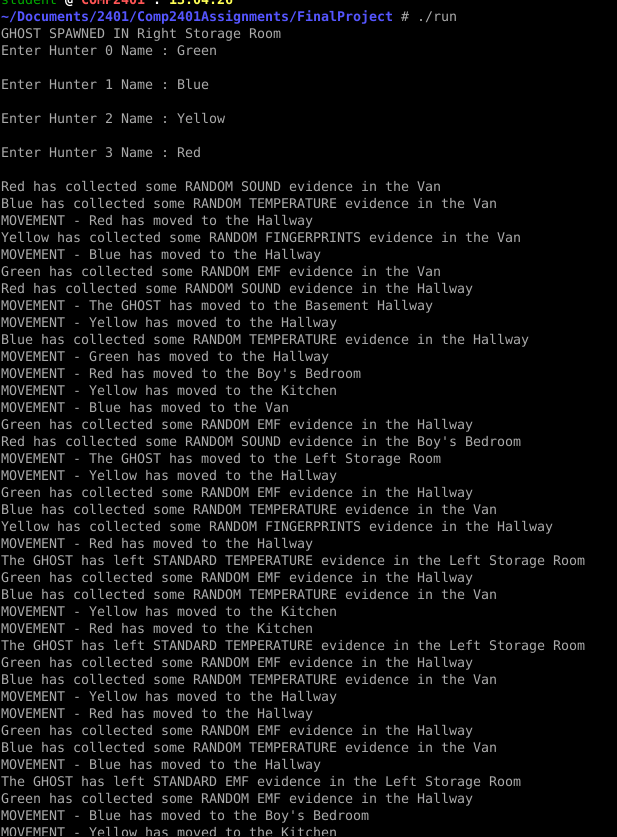 student @ COMP2401 : 13:04:26
~/Documents/2401/Comp2401Assignments/FinalProject # ./run
GHOST SPAWNED IN Right Storage Room
Enter Hunter 0 Name : Green
Enter Hunter 1 Name : Blue
Enter Hunter 2 Name : Yellow
Enter Hunter 3 Name : Red
Red has collected some RANDOM SOUND evidence in the Van
Blue has collected some RANDOM TEMPERATURE evidence in the Van
MOVEMENT - Red has moved to the Hallway
Yellow has collected some RANDOM FINGERPRINTS evidence in the Van
MOVEMENT - Blue has moved to the Hallway
Green has collected some RANDOM EMF evidence in the Van
Red has collected some RANDOM SOUND evidence in the Hallway
MOVEMENT - The GHOST has moved to the Basement Hallway
MOVEMENT - Yellow has moved to the Hallway
Blue has collected some RANDOM TEMPERATURE evidence in the Hallway
MOVEMENT - Green has moved to the Hallway
MOVEMENT - Red has moved to the Boy's Bedroom
MOVEMENT - Yellow has moved to the Kitchen
MOVEMENT - Blue has moved to the Van
Green has collected some RANDOM EMF evidence in the Hallway
Red has collected some RANDOM SOUND evidence in the Boy's Bedroom
MOVEMENT - The GHOST has moved to the Left Storage Room
MOVEMENT - Yellow has moved to the Hallway
Green has collected some RANDOM EMF evidence in the Hallway
Blue has collected some RANDOM TEMPERATURE evidence in the Van
Yellow has collected some RANDOM FINGERPRINTS evidence in the Hallway
MOVEMENT - Red has moved to the Hallway
The GHOST has left STANDARD TEMPERATURE evidence in the Left Storage Room
Green has collected some RANDOM EMF evidence in the Hallway
Blue has collected some RANDOM TEMPERATURE evidence in the Van
MOVEMENT - Yellow has moved to the Kitchen
MOVEMENT - Red has moved to the Kitchen
The GHOST has left STANDARD TEMPERATURE evidence in the Left Storage Room
Green has collected some RANDOM EMF evidence in the Hallway
Blue has collected some RANDOM TEMPERATURE evidence in the Van
MOVEMENT - Yellow has moved to the Hallway
MOVEMENT - Red has moved to the Hallway
Green has collected some RANDOM EMF evidence in the Hallway
Blue has collected some RANDOM TEMPERATURE evidence in the Van
MOVEMENT - Blue has moved to the Hallway
The GHOST has left STANDARD EMF evidence in the Left Storage Room
Green has collected some RANDOM EMF evidence in the Hallway
MOVEMENT - Blue has moved to the Boy's Bedroom
MOVEMENT - Yellow has moved to the Kitchen